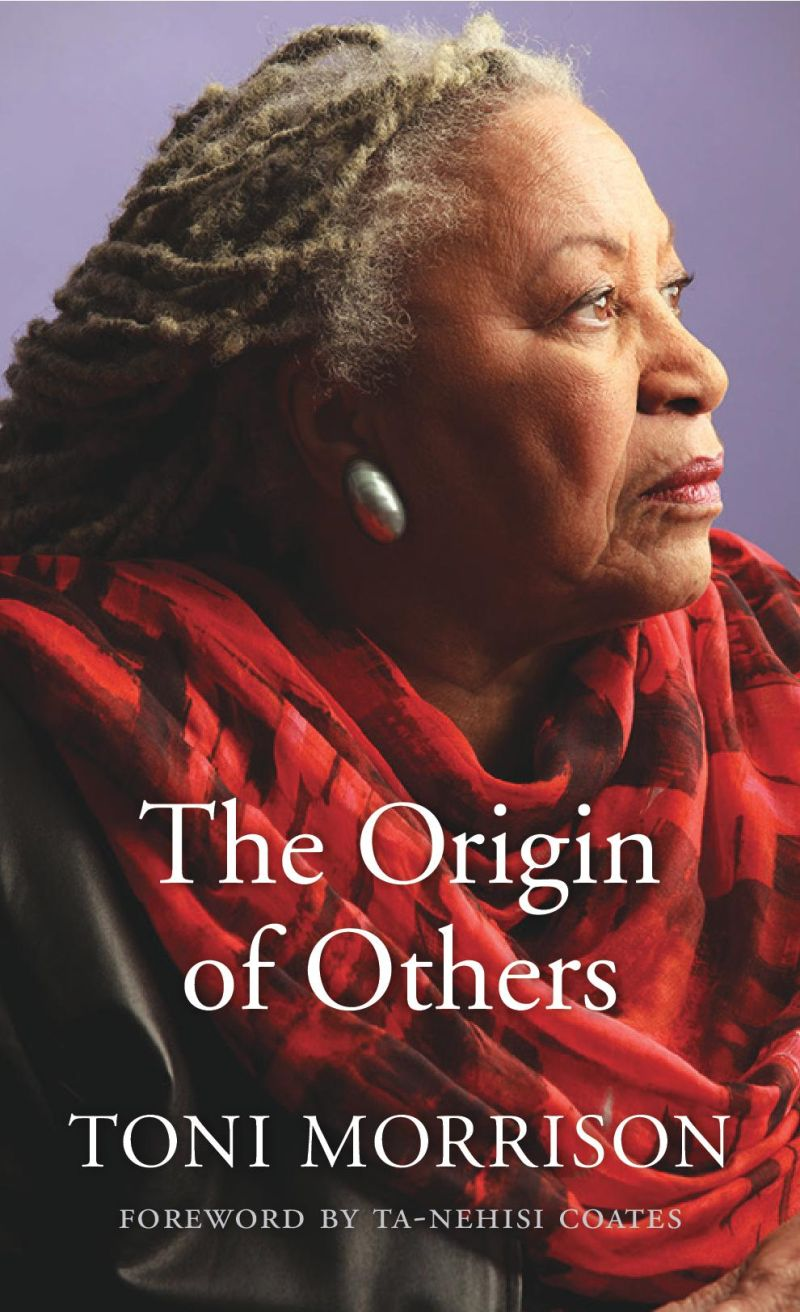 The Origin
of Others
TONI MORRISON
FOREWORD BY TA-NEHISI COATES